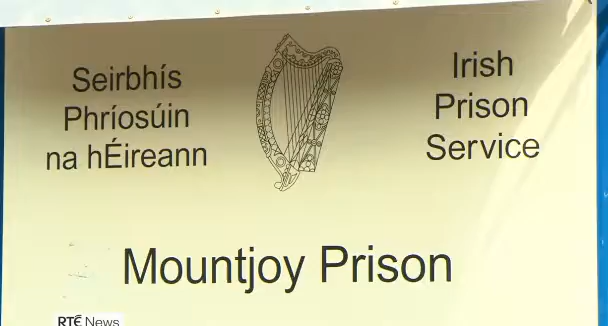 Seirbhís
Phríosúin
na hÉireann
Irish
Prison
Service
Mountjoy Prison
RTÉ News